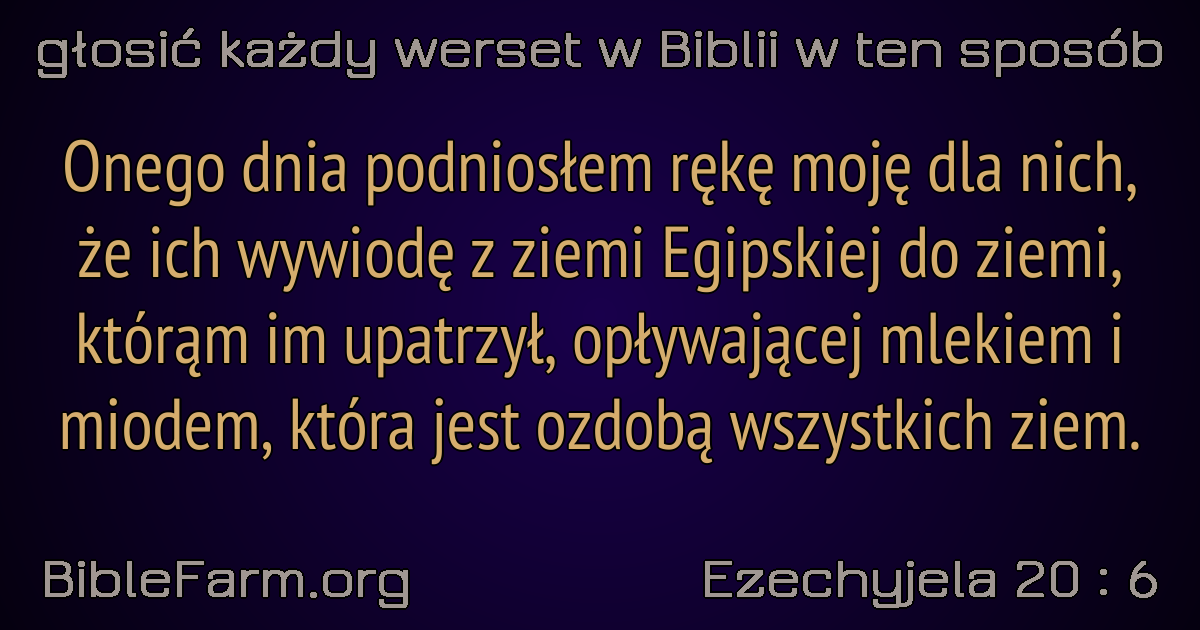 głosić każdy werset w Biblii w ten sposób
Onego dnia podniosłem rękę moję dla nich,
że ich wywiodę z ziemi Egipskiej do ziemi,
którąm im upatrzył, opływającej mlekiem i
miodem, która jest ozdobą wszystkich ziem.
BibleFarm.org
Ezechyjela 20 : 6